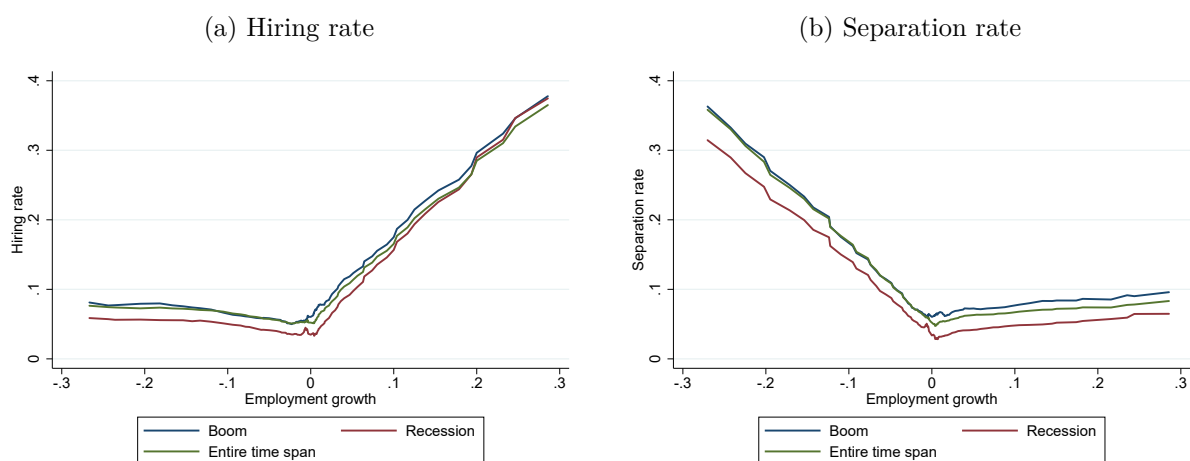 (a) Hiring rate
.4
.3
.2
.1
0
Hiring rate
-.3 -.2 -.1 0 .1 .2 .3
Employment growth
Boom Recession
Entire time span
(b) Separation rate
.4
.3
.2
.1
0
Separation rate
-.3 -.2 -.1 0 .1 .2 .3
Employment growth
Boom Recession
Entire time span